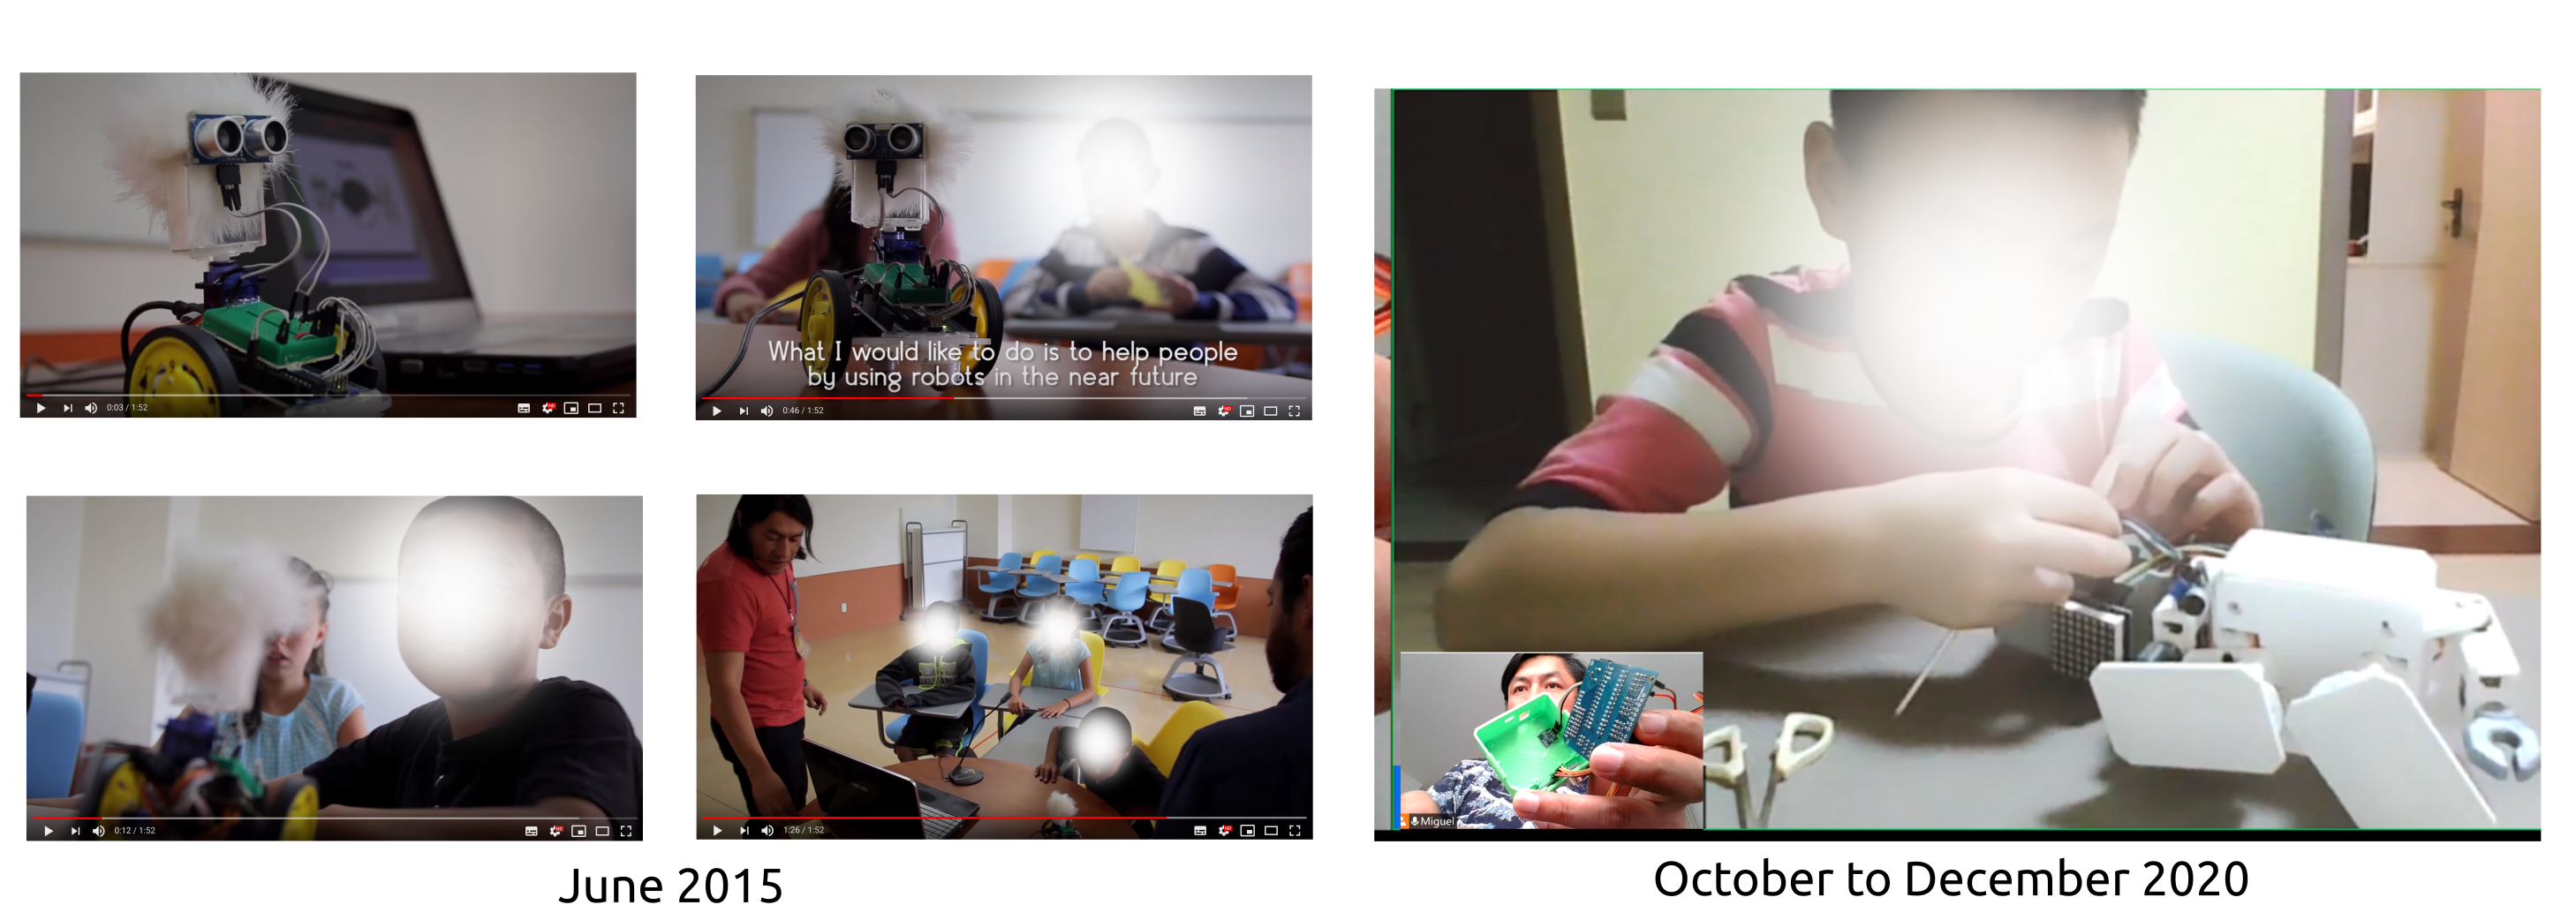 0:03 / 1:52
What I would like to do is to help people
by using robots in the near future
0:46 / 1:52
0:12 / 1:52
1:26 / 1:52
Miguel
June 2015
October to December 2020